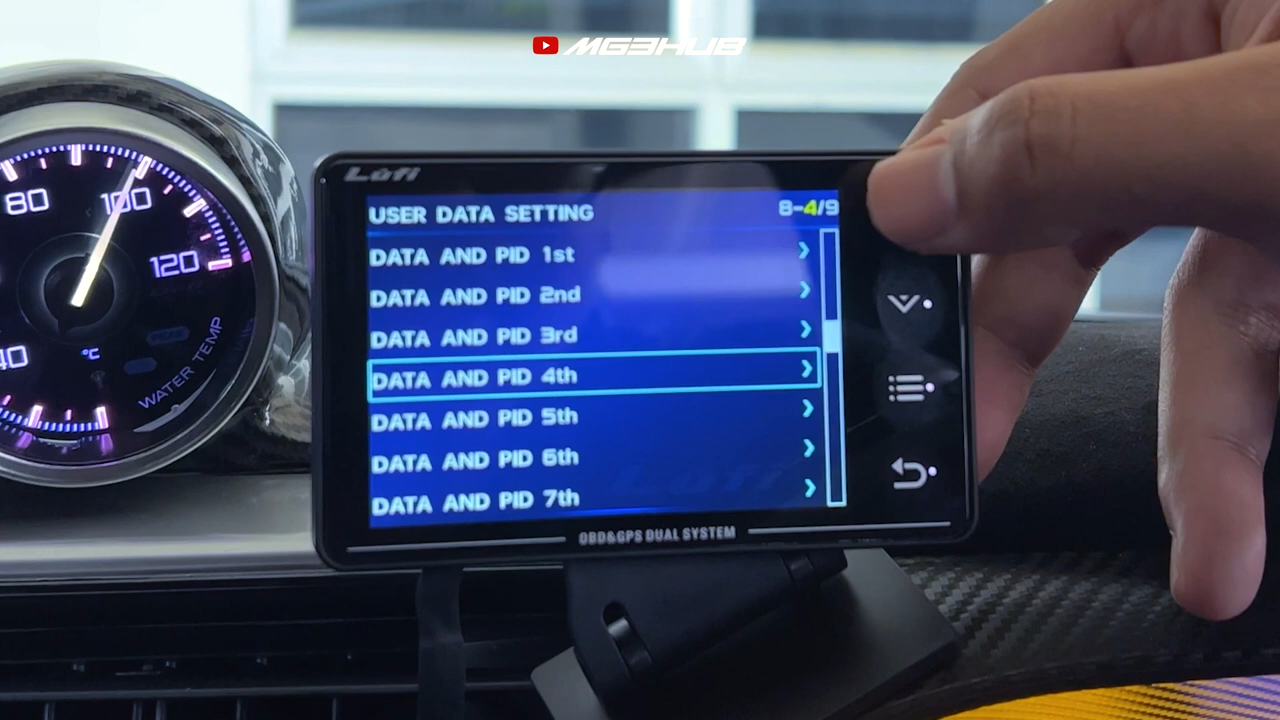 MG3HUB
Lufi
USER DATA SETTING
8-4/9
DATA AND PID 1st
DATA AND PID 2nd
DATA AND PID 3rd
DATA AND PID 4th
DATA AND PID 5th
DATA AND PID 6th
DATA AND PID 7th
OBD&GPS DUAL SYSTEM
80
100
120
40
°C
WATER TEMP